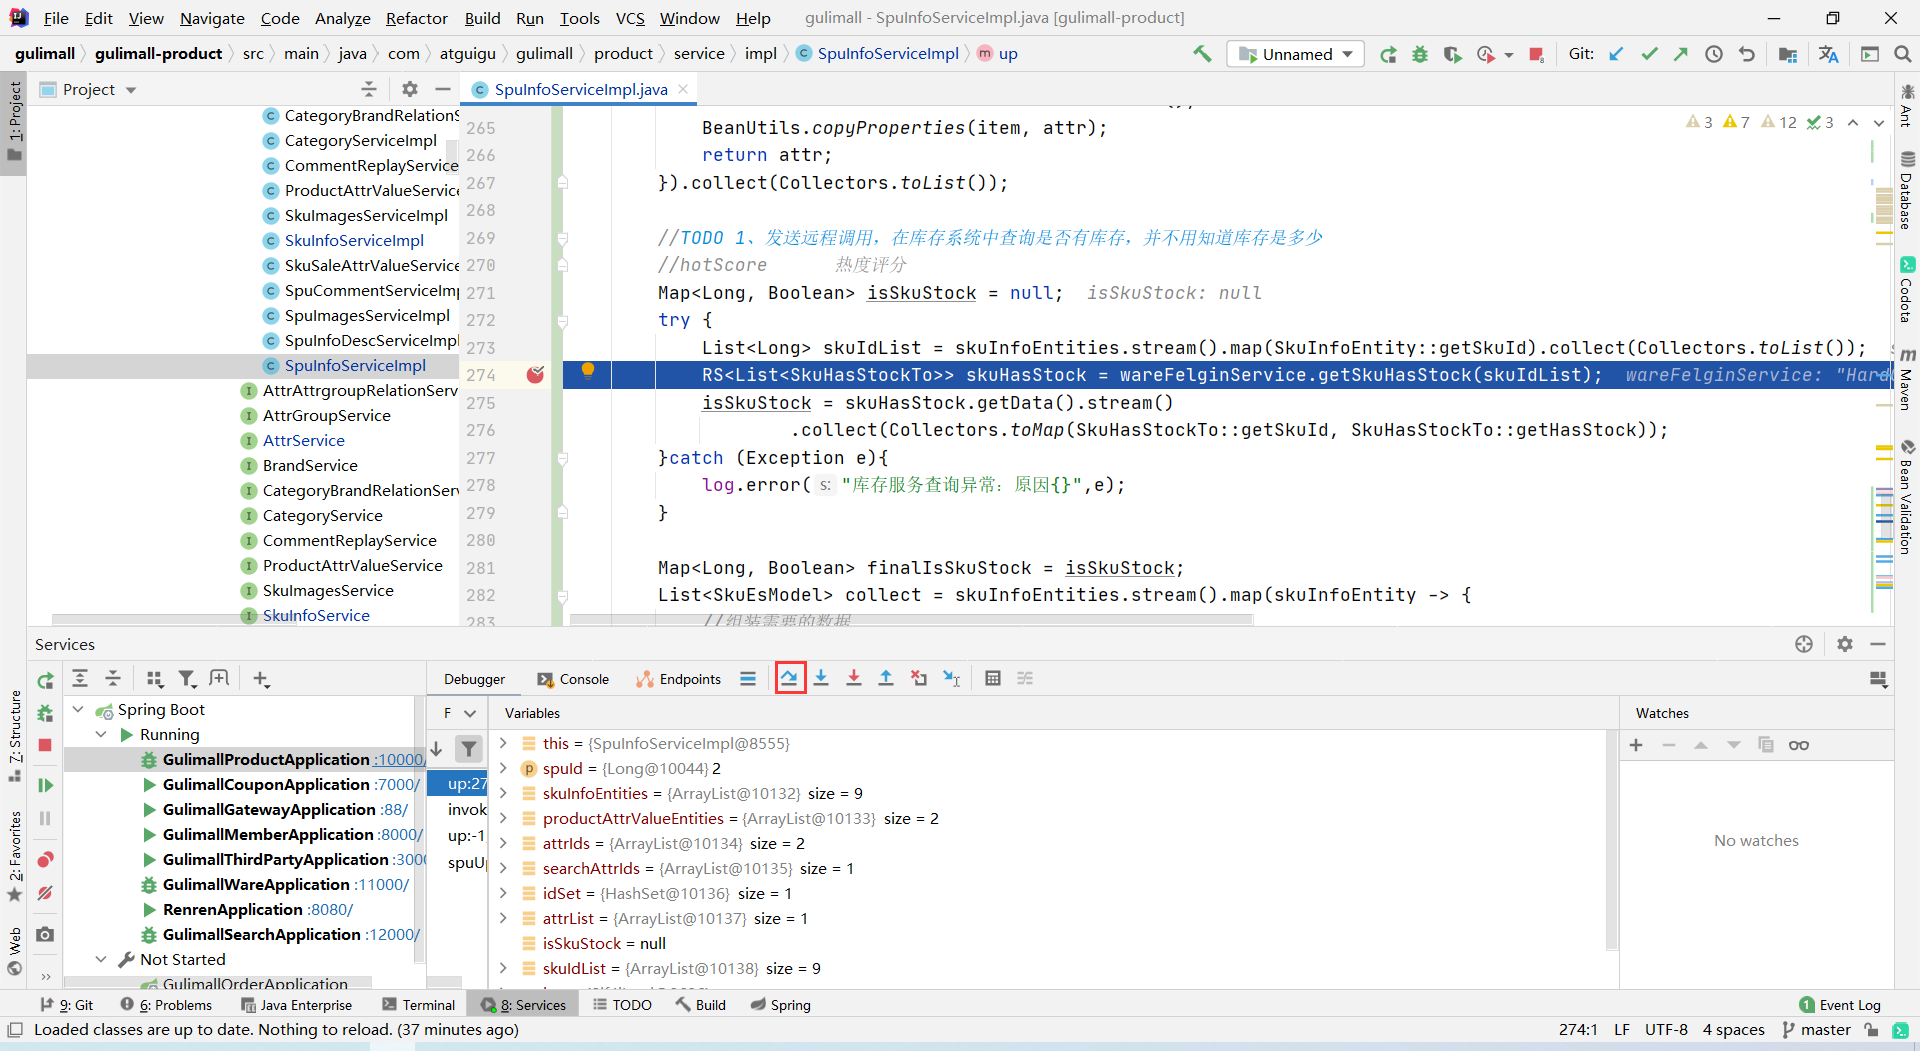 File Edit View Navigate Code Analyze Refactor Build Run Tools VCS Window Help gulimall - SpuInfoServiceImpl.java [gulimall-product]
gulimall gulimall-product src main java com atguigu gulimall product service impl SpuInfoServiceImpl up Unnamed Git:
Project SpuInfoServiceImpl.java
1: Project
7: Structure
2: Favorites
Web
CategoryBrandRelationS
CategoryServiceImpl
CommentReplayService
ProductAttrValueService
SkuImagesServiceImpl
SkuInfoServiceImpl
SkuSaleAttrValueService
SpuCommentServiceImp
SpuImagesServiceImpl
SpuInfoDescServiceImpl
SpuInfoServiceImpl
AttrAttrgroupRelationServ
AttrGroupService
AttrService
BrandService
CategoryBrandRelationServ
CategoryService
CommentReplayService
ProductAttrValueService
SkuImagesService
SkuInfoService
3 7 12 3
265 BeanUtils.copyProperties(item, attr);
266 return attr;
267 }).collect(Collectors.toList());
268
269 //TODO 1、发送远程调用，在库存系统中查询是否有库存，并不用知道库存是多少
270 //hotScore 热度评分
271 Map<Long, Boolean> isSkuStock = null; isSkuStock: null
272 try {
273 List<Long> skuIdList = skuInfoEntities.stream().map(SkuInfoEntity::getSkuId).collect(Collectors.toList());
274 RS<List<SkuHasStockTo>> skuHasStock = wareFelginService.getSkuHasStock(skuIdList); wareFelginService: "Hard
275 isSkuStock = skuHasStock.getData().stream()
276 .collect(Collectors.toMap(SkuHasStockTo::getSkuId, SkuHasStockTo::getHasStock));
277 }catch (Exception e){
278 log.error( s: "库存服务查询异常：原因{}",e);
279 }
280
281 Map<Long, Boolean> finalIsSkuStock = isSkuStock;
282 List<SkuEsModel> collect = skuInfoEntities.stream().map(skuInfoEntity -> {
283 //组装需要的数据
Ant
Database
Codota
Maven
Bean Validation
Services
Debugger Console Endpoints
Spring Boot
Running
GulimallProductApplication :10000/
GulimallCouponApplication :7000/
GulimallGatewayApplication :88/
GulimallMemberApplication :8000/
GulimallThirdPartyApplication :3000
GulimallWareApplication :11000/
RenrenApplication :8080/
GulimallSearchApplication :12000/
Not Started
GulimallOrderApplication
F
up:27
invok
up:-1
spuUp
Variables
this = {SpuInfoServiceImpl@8555}
spuId = {Long@10044} 2
skuInfoEntities = {ArrayList@10132} size = 9
productAttrValueEntities = {ArrayList@10133} size = 2
attrIds = {ArrayList@10134} size = 2
searchAttrIds = {ArrayList@10135} size = 1
idSet = {HashSet@10136} size = 1
attrList = {ArrayList@10137} size = 1
isSkuStock = null
skuIdList = {ArrayList@10138} size = 9
Watches
No watches
9: Git 6: Problems Java Enterprise Terminal 8: Services TODO Build Spring 1 Event Log
Loaded classes are up to date. Nothing to reload. (37 minutes ago) 274:1 LF UTF-8 4 spaces master